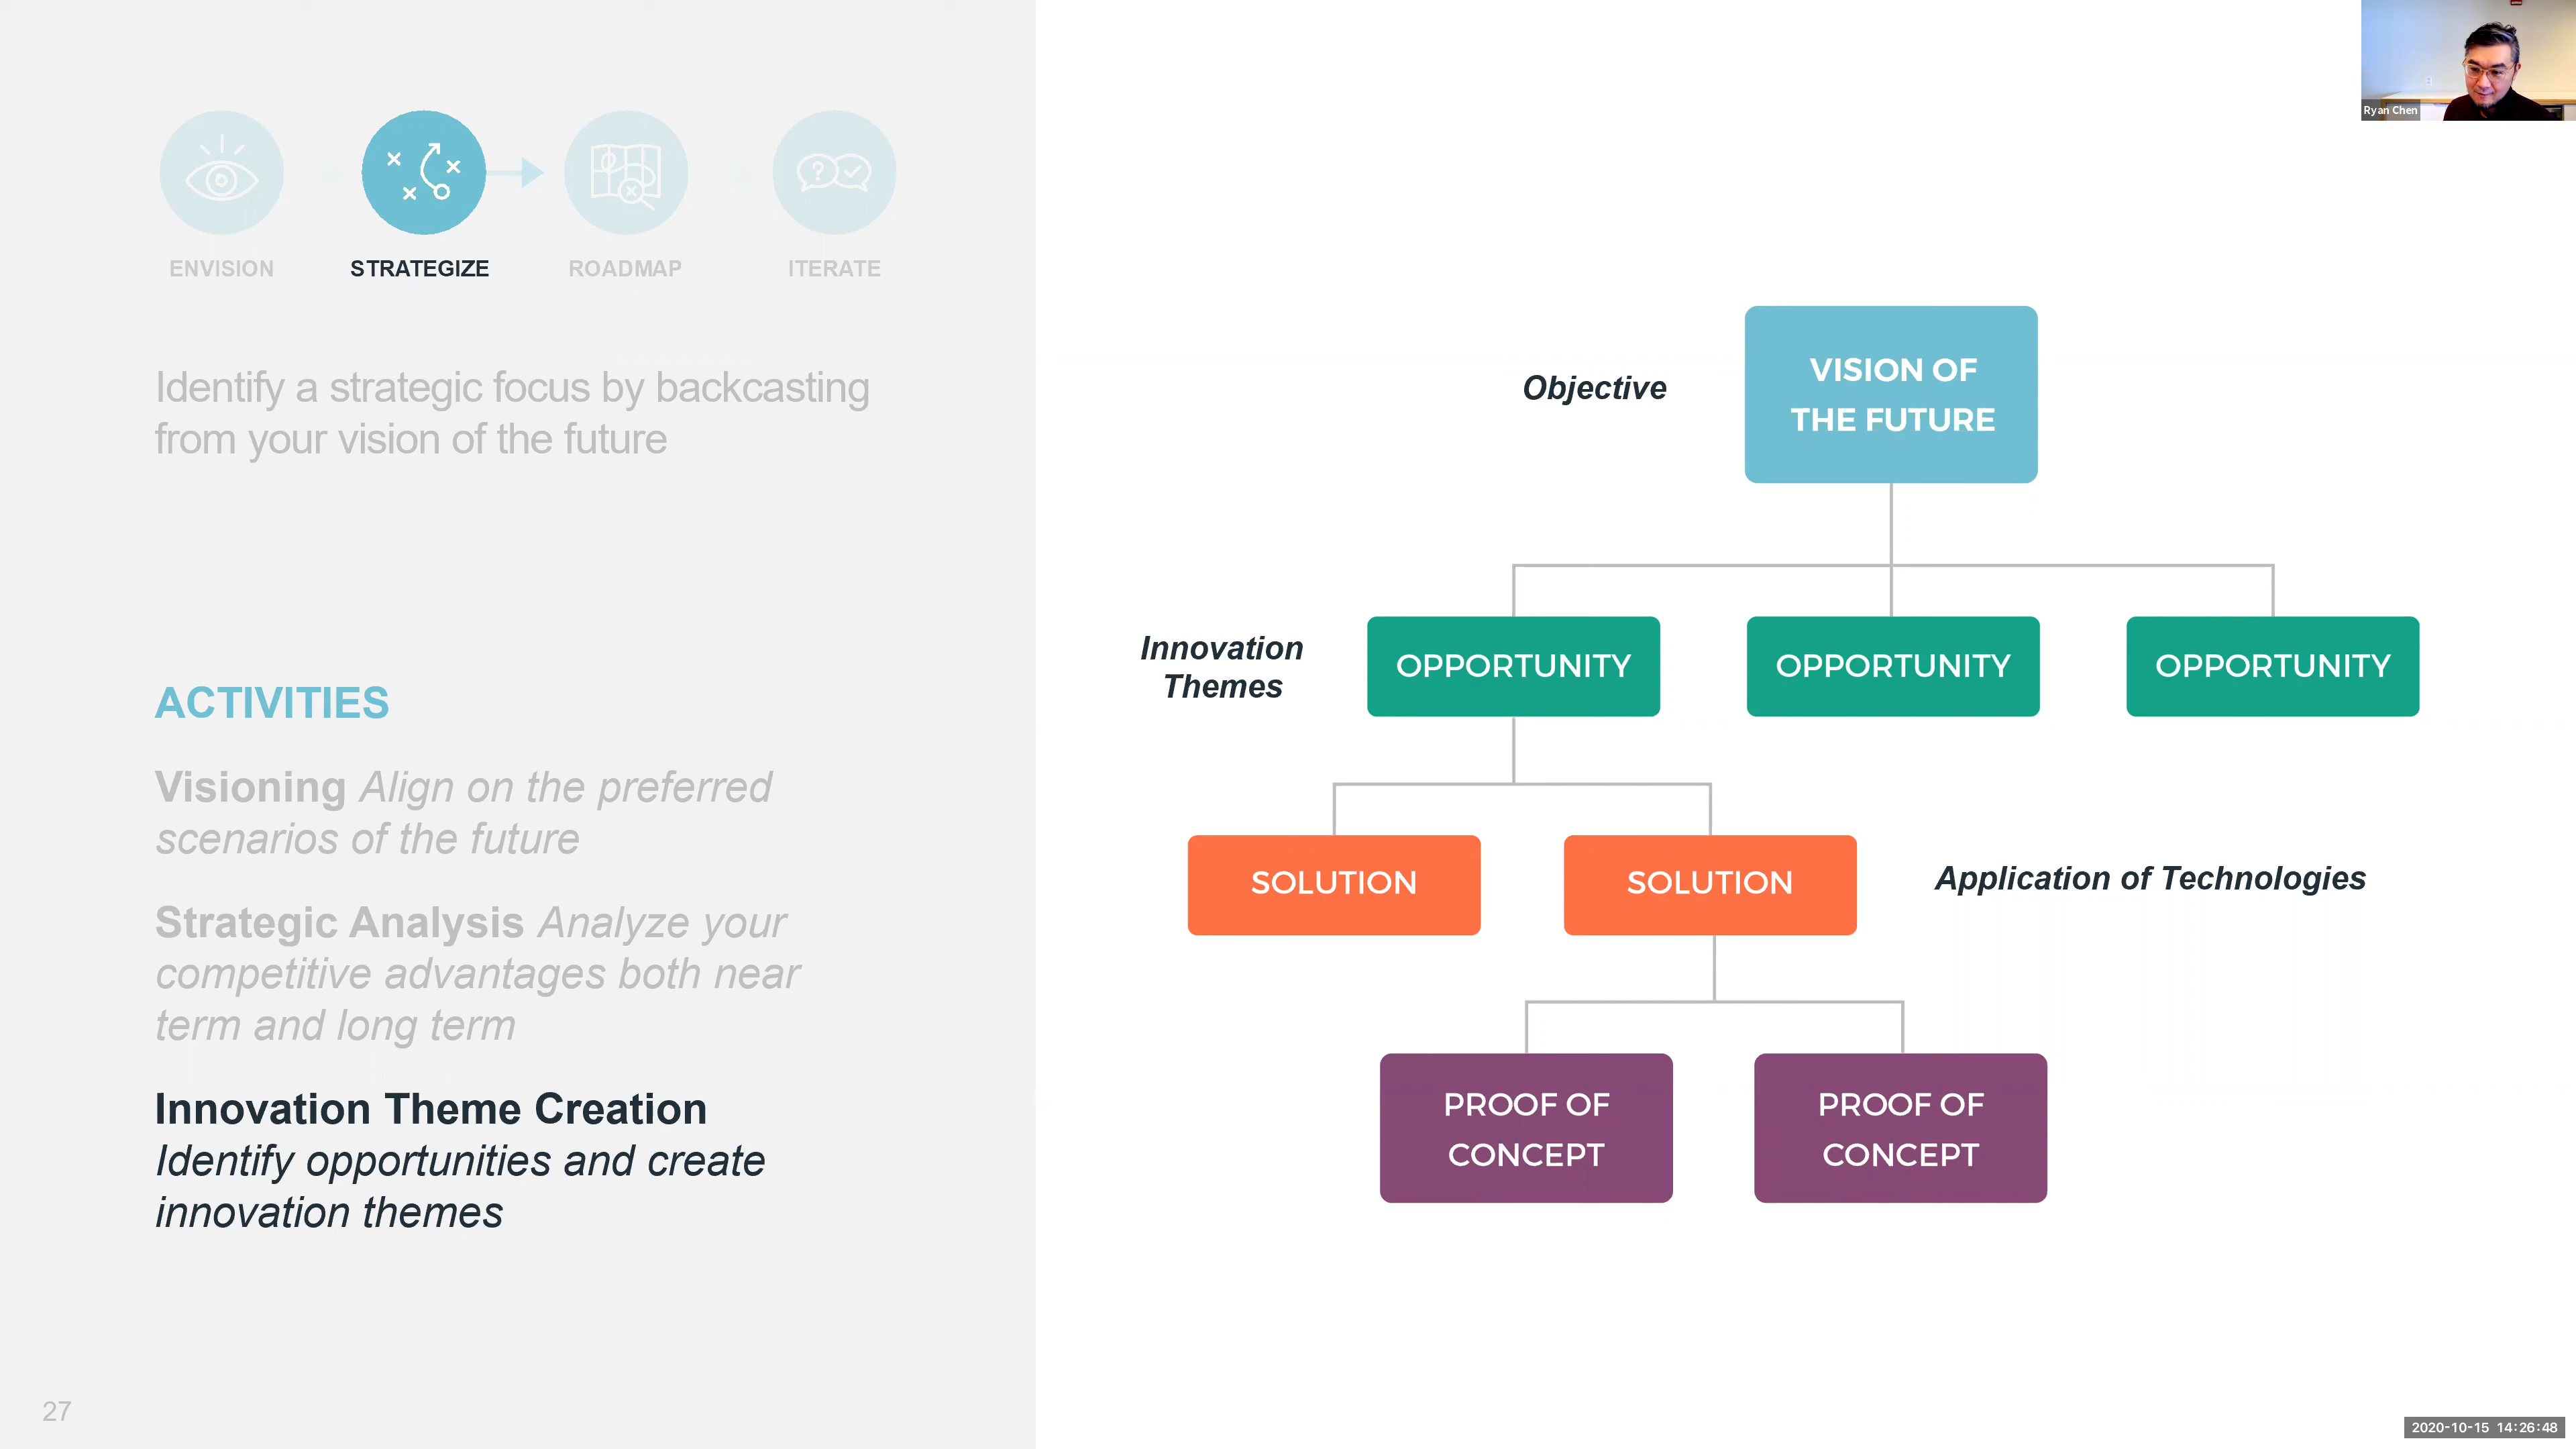 Ryan Chen
ENVISION
STRATEGIZE
ROADMAP
ITERATE
Identify a strategic focus by backcasting
from your vision of the future
ACTIVITIES
Visioning Align on the preferred
scenarios of the future
Strategic Analysis Analyze your
competitive advantages both near
term and long term
Innovation Theme Creation
Identify opportunities and create
innovation themes
27
Objective
VISION OF
THE FUTURE
Innovation
Themes
OPPORTUNITY
OPPORTUNITY
OPPORTUNITY
SOLUTION
SOLUTION
Application of Technologies
PROOF OF
CONCEPT
PROOF OF
CONCEPT
2020-10-15 14:26:48